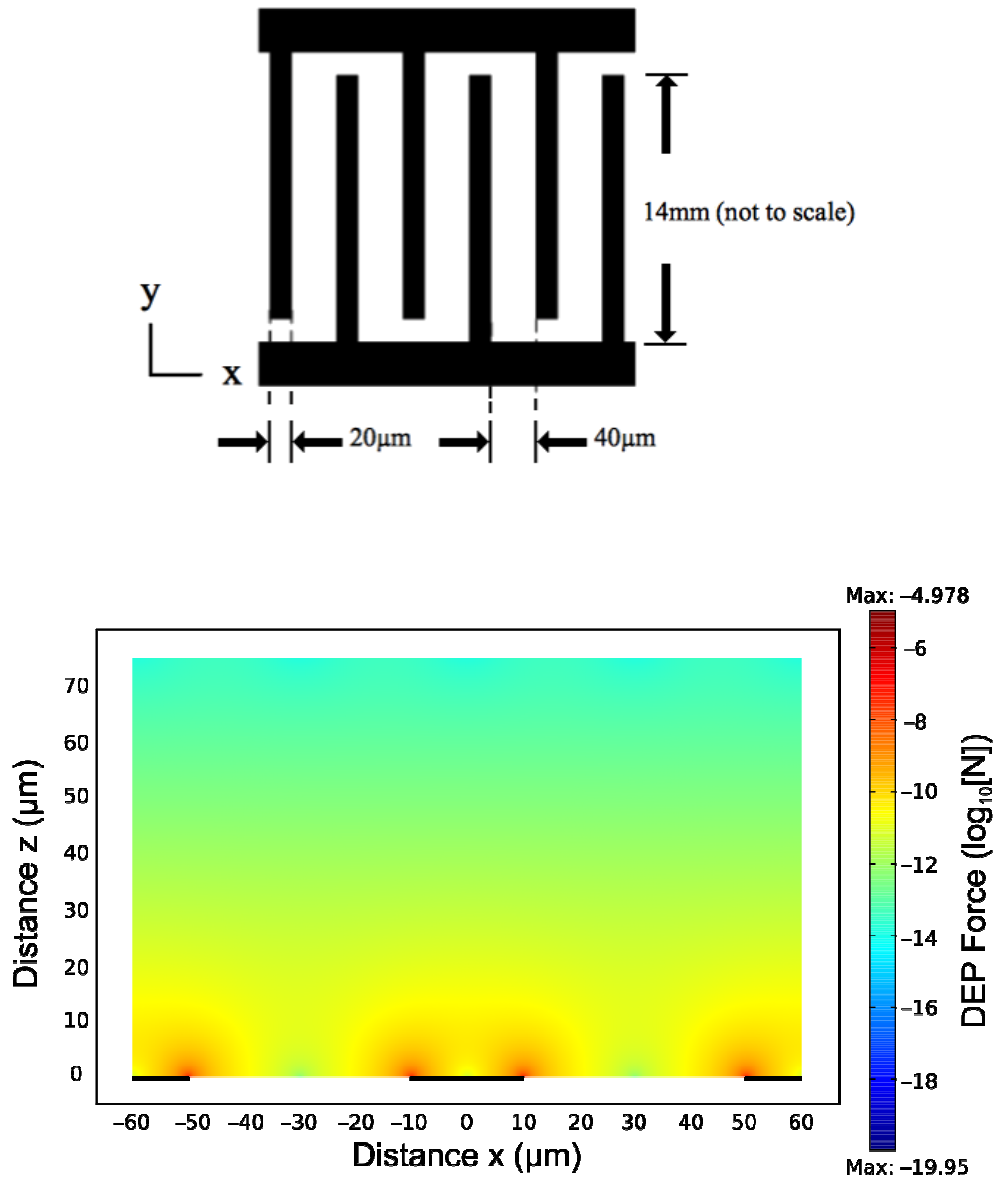 14mm (not to scale)
y
x
20μm
40μm
Max: –4.978
–6
–8
–10
–12
–14
–16
–18
Max: –19.95
DEP Force (log₁₀[N])
Distance z (μm)
70
60
50
40
30
20
10
0
–60 –50 –40 –30 –20 –10 0 10 20 30 40 50 60
Distance x (μm)